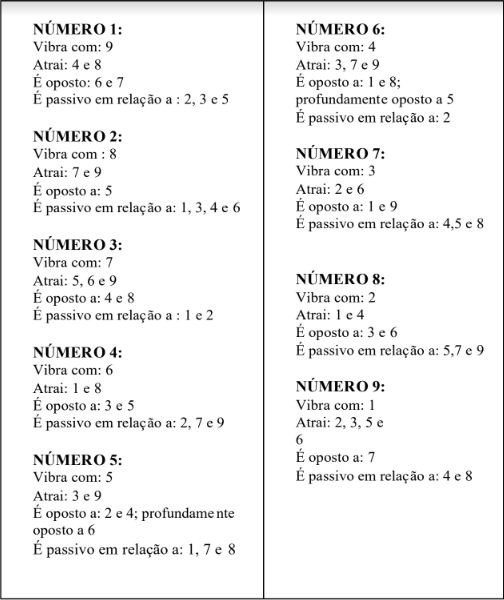 NÚMERO 1:
Vibra com: 9
Atrai: 4 e 8
É oposto: 6 e 7
É passivo em relação a : 2, 3 e 5
NÚMERO 2:
Vibra com : 8
Atrai: 7 e 9
É oposto a: 5
É passivo em relação a: 1, 3, 4 e 6
NÚMERO 3:
Vibra com: 7
Atrai: 5, 6 e 9
É oposto a: 4 e 8
É passivo em relação a : 1 e 2
NÚMERO 4:
Vibra com: 6
Atrai: 1 e 8
É oposto a: 3 e 5
É passivo em relação a: 2, 7 e 9
NÚMERO 5:
Vibra com: 5
Atrai: 3 e 9
É oposto a: 2 e 4; profundamente
oposto a 6
É passivo em relação a: 1, 7 e 8
NÚMERO 6:
Vibra com: 4
Atrai: 3, 7 e 9
É oposto a: 1 e 8;
profundamente oposto a 5
É passivo em relação a: 2
NÚMERO 7:
Vibra com: 3
Atrai: 2 e 6
É oposto a: 1 e 9
É passivo em relação a: 4,5 e 8
NÚMERO 8:
Vibra com: 2
Atrai: 1 e 4
É oposto a: 3 e 6
É passivo em relação a: 5,7 e 9
NÚMERO 9:
Vibra com: 1
Atrai: 2, 3, 5 e
6
É oposto a: 7
É passivo em relação a: 4 e 8